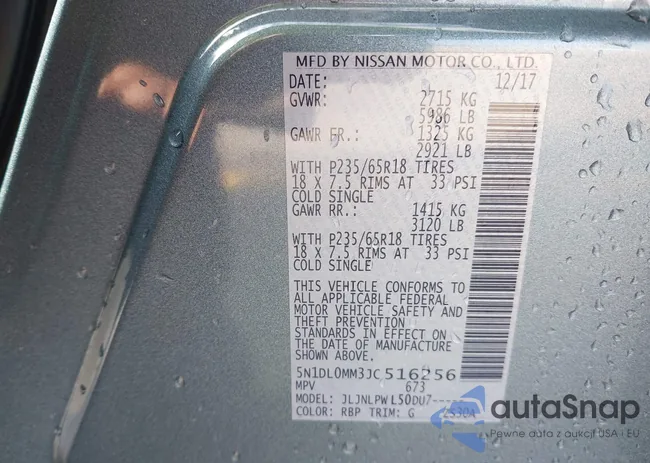 MFD BY NISSAN MOTOR CO., LTD.
DATE: 12/17
GVWR: 2715 KG
5986 LB
GAWR FR.: 1325 KG
2921 LB
WITH P235/65R18 TIRES
18 X 7.5 RIMS AT 33 PSI
COLD SINGLE
GAWR RR.: 1415 KG
3120 LB
WITH P235/65R18 TIRES
18 X 7.5 RIMS AT 33 PSI
COLD SINGLE
THIS VEHICLE CONFORMS TO
ALL APPLICABLE FEDERAL
MOTOR VEHICLE SAFETY AND
THEFT PREVENTION
STANDARDS IN EFFECT ON
THE DATE OF MANUFACTURE
SHOWN ABOVE.
5N1DL0MM3JC516256
MPV 673
MODEL: JLJNLPW L50DU7-----
COLOR: RBP TRIM: G
autoSnap
Pewne auta z aukcji USA i EU